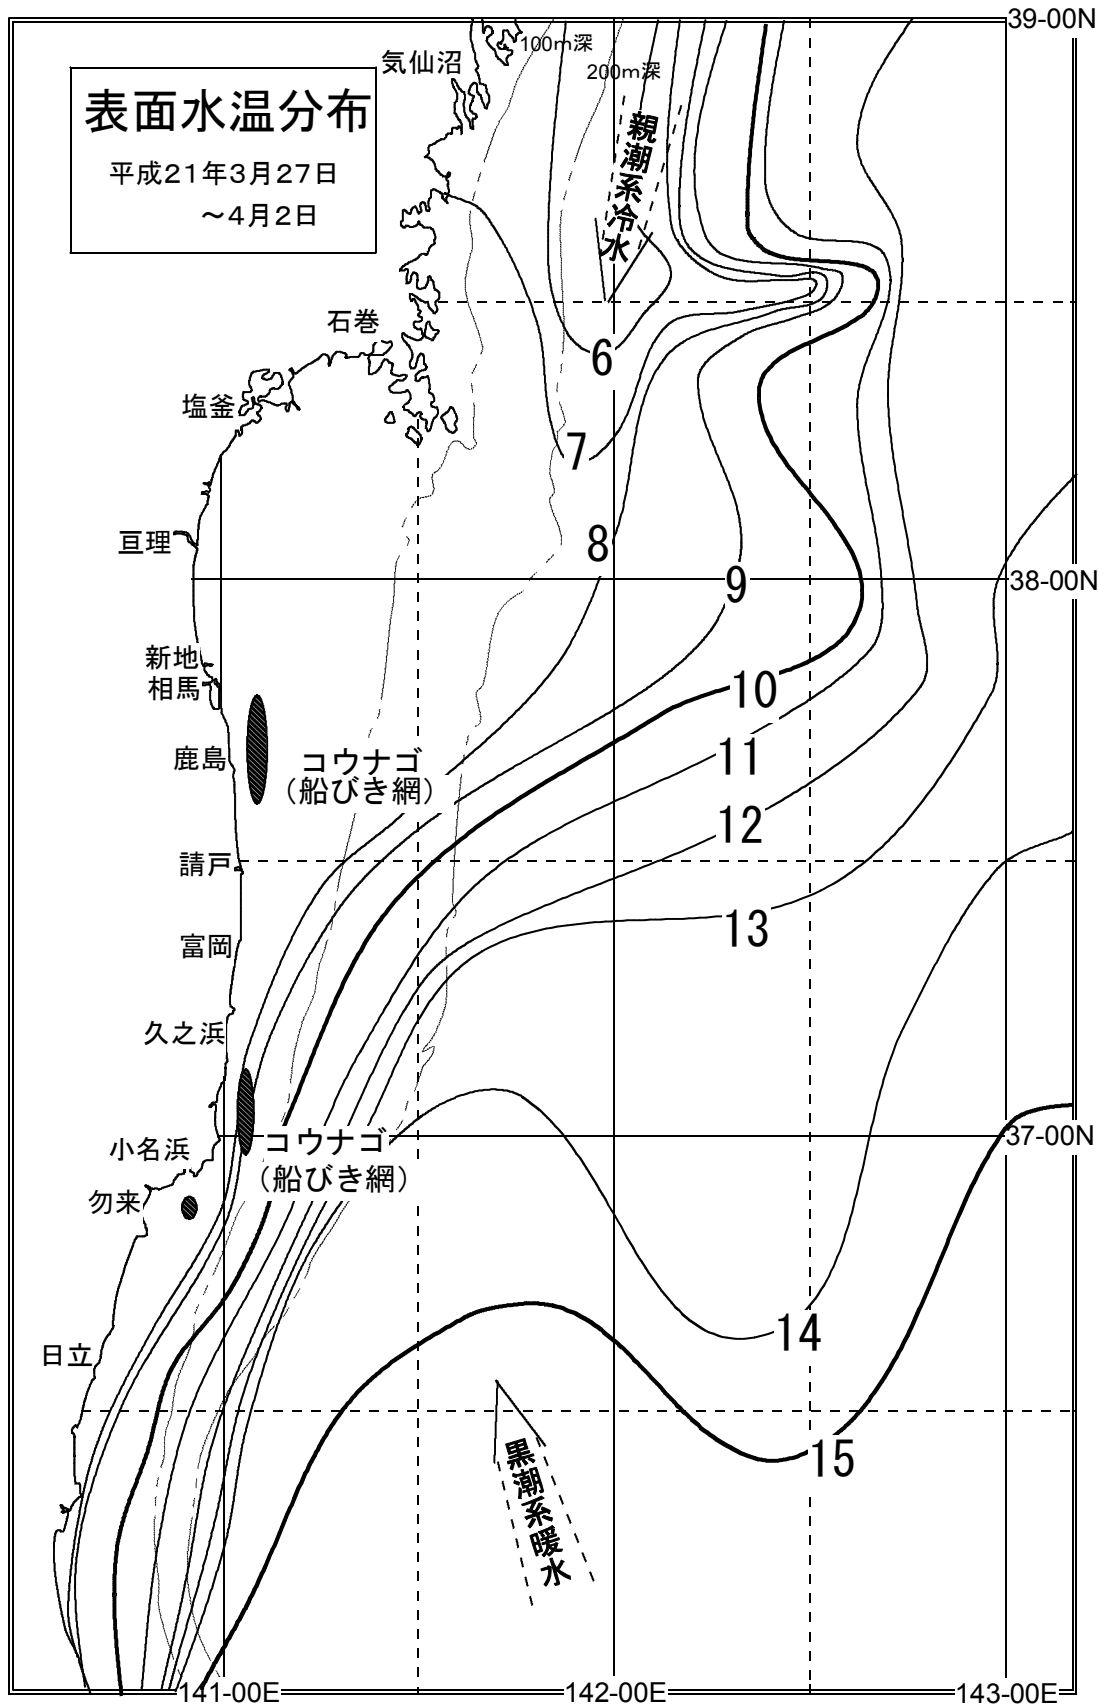 39-00N
気仙沼
100m深
200m深
表面水温分布
平成21年3月27日
～4月2日
親潮系冷水
石巻
6
塩釜
7
亘理
8
9
38-00N
新地
相馬
10
鹿島
コウナゴ
（船びき網）
11
12
請戸
13
富岡
久之浜
小名浜
コウナゴ
（船びき網）
37-00N
勿来
14
日立
15
黒潮系暖水
141-00E
142-00E
143-00E